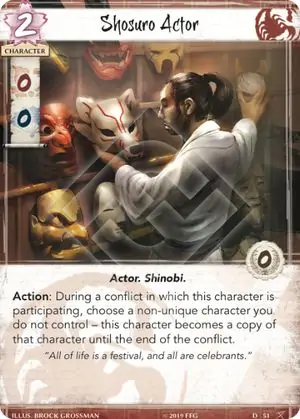 2
Shosuro Actor
CHARACTER
0
0
0
Actor. Shinobi.
Action: During a conflict in which this character is
participating, choose a non-unique character you
do not control – this character becomes a copy of
that character until the end of the conflict.
“All of life is a festival, and all are celebrants.”
ILLUS. BROCK GROSSMAN
©2019 FFG
D 51